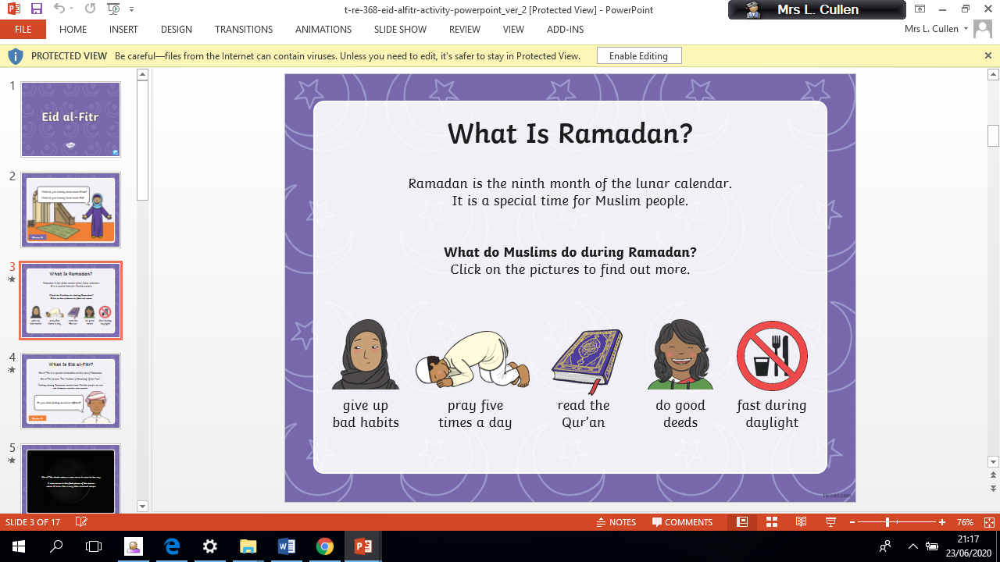 t-re-368-eid-alfitr-activity-powerpoint_ver_2 [Protected View] - PowerPoint
Mrs L. Cullen
FILE HOME INSERT DESIGN TRANSITIONS ANIMATIONS SLIDE SHOW REVIEW VIEW ADD-INS
Mrs L. Cullen
PROTECTED VIEW Be careful—files from the Internet can contain viruses. Unless you need to edit, it's safer to stay in Protected View. Enable Editing
1
Eid al-Fitr
2
3
What Is Ramadan?
4
What Is Eid al-Fitr?
5
What Is Ramadan?
Ramadan is the ninth month of the lunar calendar.
It is a special time for Muslim people.
What do Muslims do during Ramadan?
Click on the pictures to find out more.
give up
bad habits
pray five
times a day
read the
Qur'an
do good
deeds
fast during
daylight
twinkl.com
SLIDE 3 OF 17
NOTES COMMENTS
76%
21:17
23/06/2020